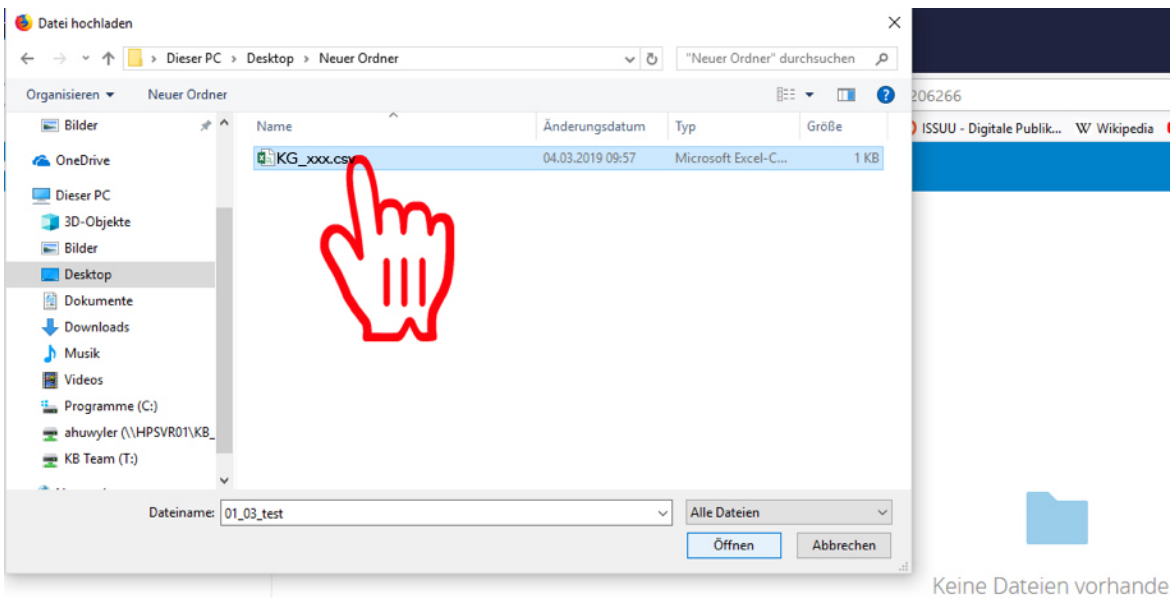 Datei hochladen
Dieser PC > Desktop > Neuer Ordner
"Neuer Ordner" durchsuchen
Organisieren
Neuer Ordner
206266
ISSUU - Digitale Publik...
W Wikipedia
Name
Änderungsdatum
Typ
Größe
KG_xxx.csv
04.03.2019 09:57
Microsoft Excel-C...
1 KB
Bilder
OneDrive
Dieser PC
3D-Objekte
Bilder
Desktop
Dokumente
Downloads
Musik
Videos
Programme (C:)
ahuwyler (\\HPSVR01\KB_
KB Team (T:)
Dateiname:
01_03_test
Alle Dateien
Öffnen
Abbrechen
Keine Dateien vorhande